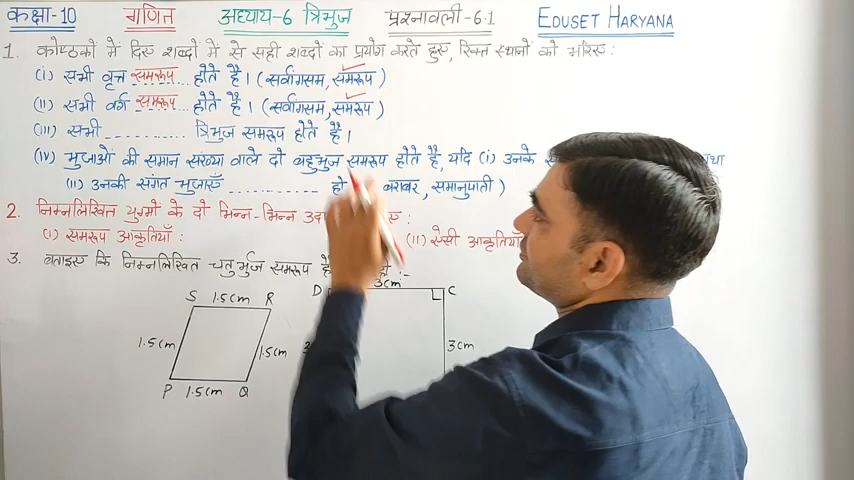 कक्षा-10 गणित अध्याय-6 त्रिभुज प्रश्नावली-6.1 EDUSET HARYANA
1. कोष्ठकों में दिए शब्दों में से सही शब्दों का प्रयोग करते हुए, रिक्त स्थानों को भरिए :
(i) सभी वृत्त समरूप होते हैं। (सर्वांगसम, समरूप)
(II) सभी वर्ग समरूप होते हैं। (सर्वांगसम, समरूप)
(III) सभी .......... त्रिभुज समरूप होते हैं।
(IV) भुजाओं की समान संख्या वाले दो बहुभुज समरूप होते हैं, यदि (i) उनके
(II) उनकी संगत भुजाएँ .......... हो बराबर, समानुपाती)
2. निम्नलिखित युग्मों के दो भिन्न-भिन्न
(i) समरूप आकृतियाँ : (II) ऐसी आकृतियाँ
3. बताइए कि निम्नलिखित चतुर्भुज समरूप
S 1.5cm R D 3cm C
1.5cm 1.5cm 3cm
P 1.5cm Q